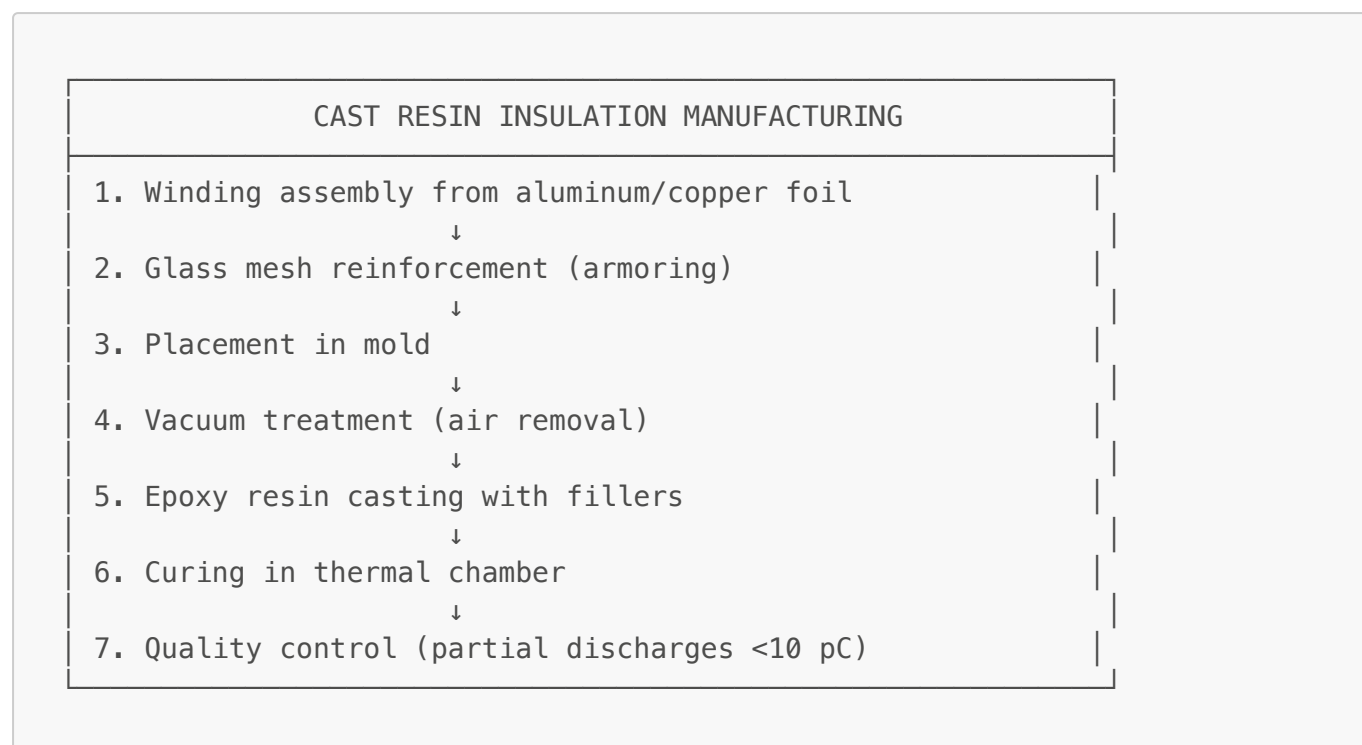 CAST RESIN INSULATION MANUFACTURING
1. Winding assembly from aluminum/copper foil
↓
2. Glass mesh reinforcement (armoring)
↓
3. Placement in mold
↓
4. Vacuum treatment (air removal)
↓
5. Epoxy resin casting with fillers
↓
6. Curing in thermal chamber
↓
7. Quality control (partial discharges <10 pC)